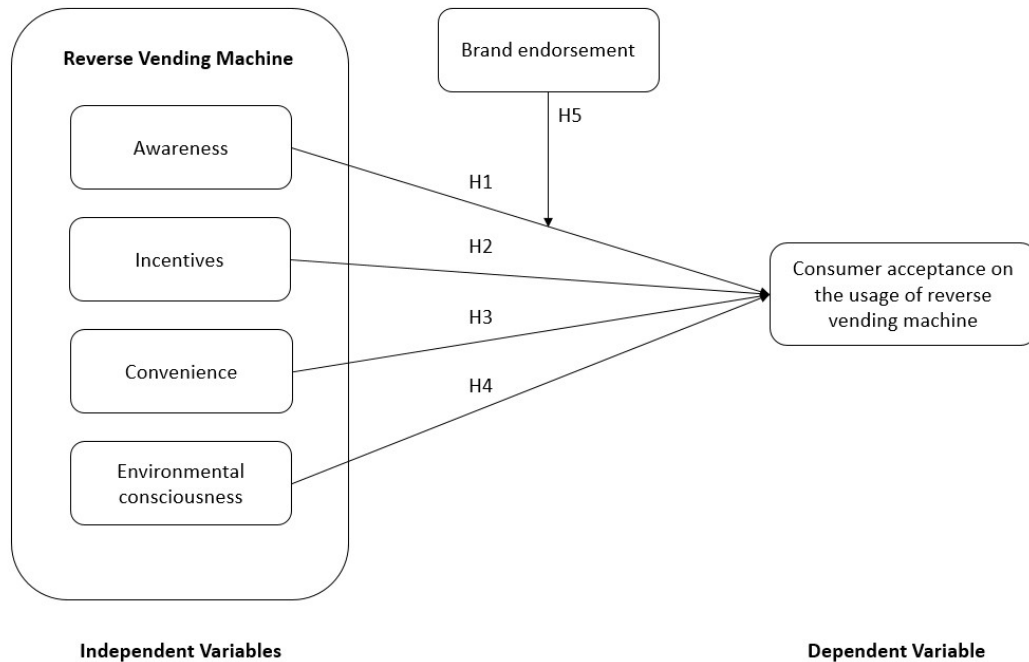 Reverse Vending Machine
Brand endorsement
H5
Awareness
H1
Incentives
H2
Consumer acceptance on
the usage of reverse
vending machine
H3
Convenience
H4
Environmental
consciousness
Independent Variables
Dependent Variable